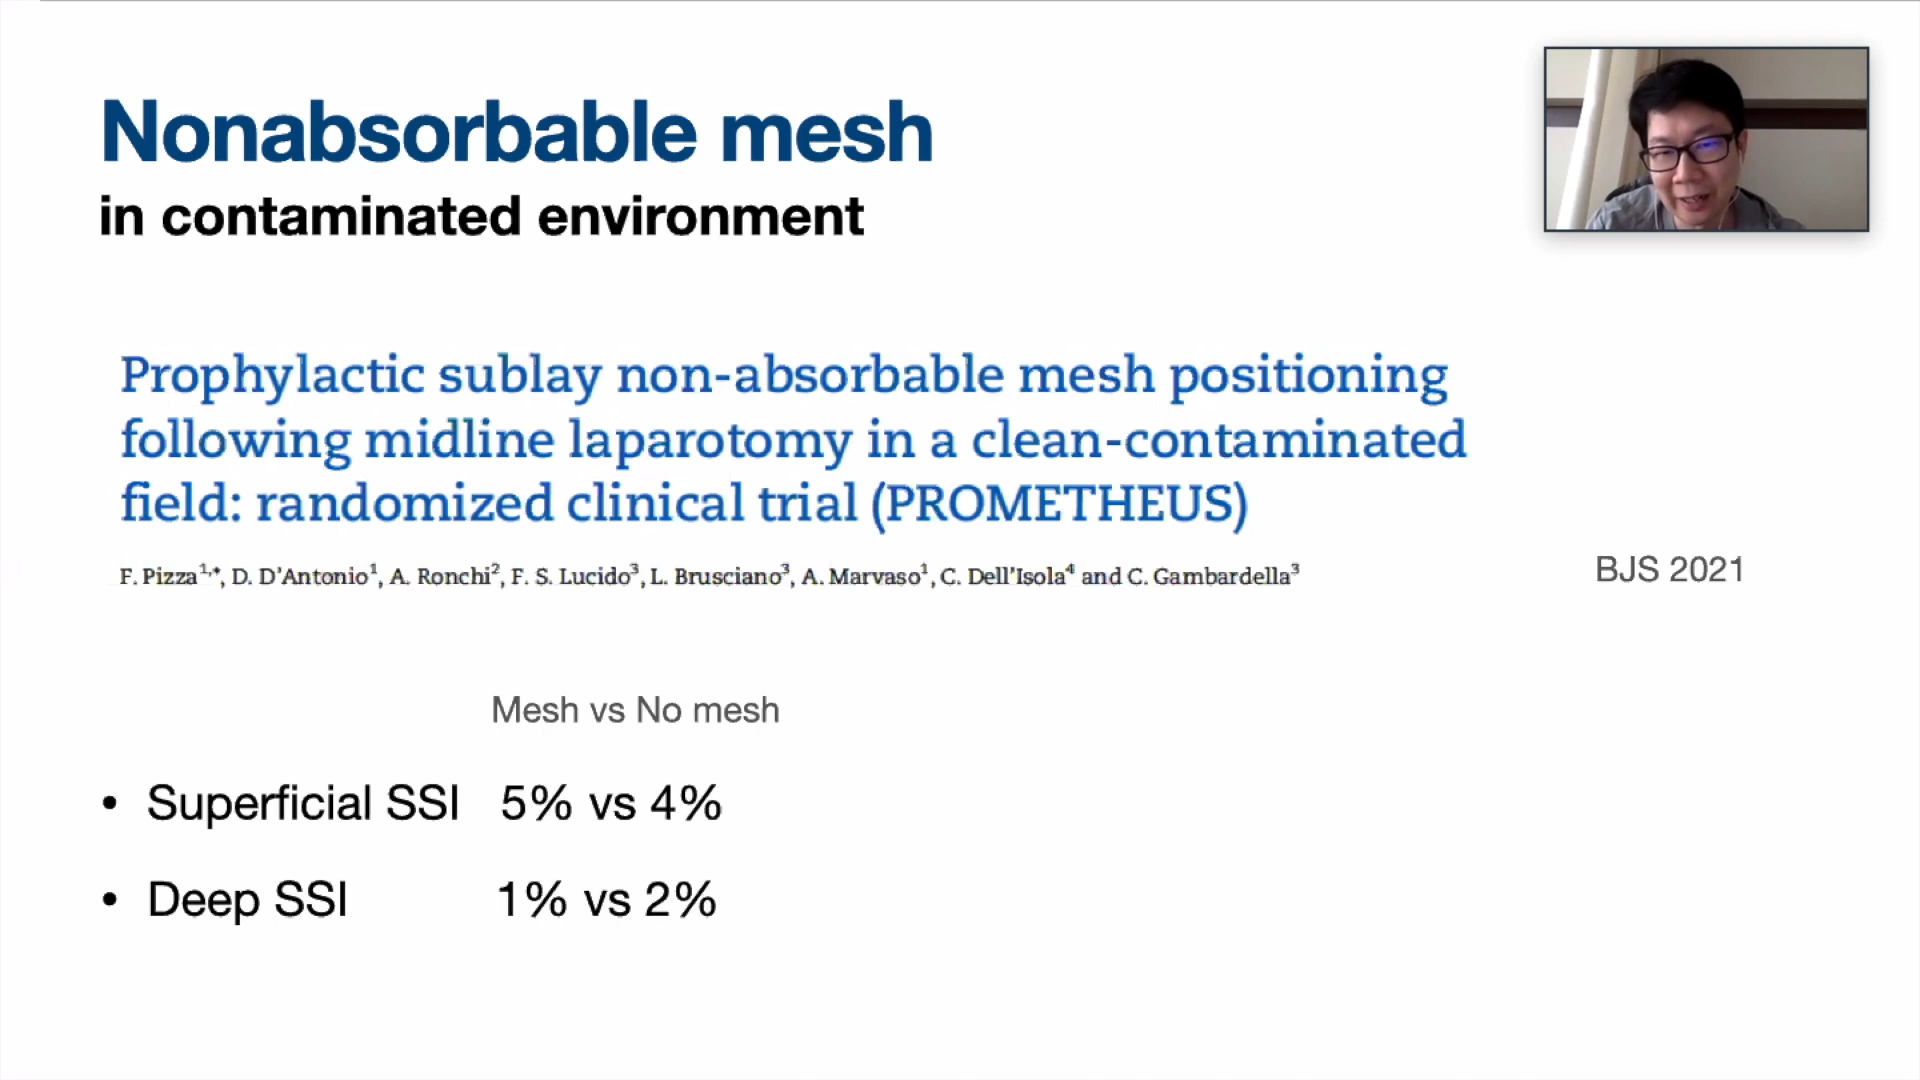 Nonabsorbable mesh
in contaminated environment
Prophylactic sublay non-absorbable mesh positioning
following midline laparotomy in a clean-contaminated
field: randomized clinical trial (PROMETHEUS)
F. Pizza¹,*, D. D'Antonio¹, A. Ronchi², F. S. Lucido³, L. Brusciano³, A. Marvaso¹, C. Dell'Isola⁴ and C. Gambardella³
BJS 2021
Mesh vs No mesh
• Superficial SSI 5% vs 4%
• Deep SSI 1% vs 2%